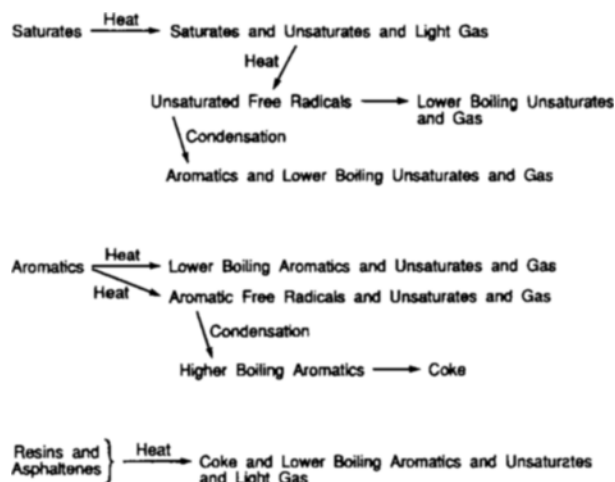 Heat
Saturates
Saturates and Unsaturates and Light Gas
Heat
Unsaturated Free Radicals
Lower Boiling Unsaturates
and Gas
Condensation
Aromatics and Lower Boiling Unsaturates and Gas
Heat
Aromatics
Lower Boiling Aromatics and Unsaturates and Gas
Heat
Aromatic Free Radicals and Unsaturates and Gas
Condensation
Higher Boiling Aromatics
Coke
Resins and
Asphaltenes
Heat
Coke and Lower Boiling Aromatics and Unsaturates
and Light Gas